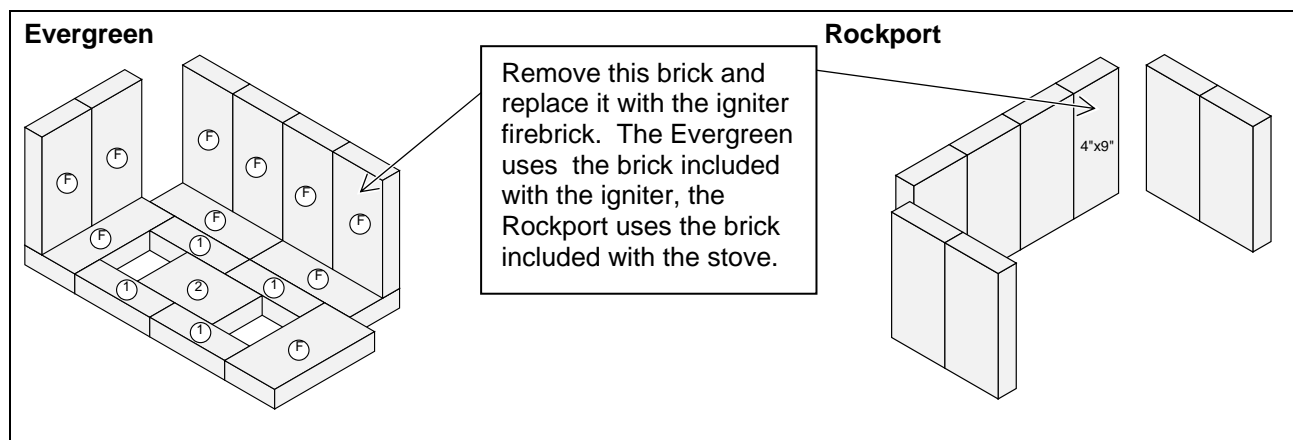 Evergreen
Rockport
Remove this brick and
replace it with the igniter
firebrick.  The Evergreen
uses  the brick included
with the igniter, the
Rockport uses the brick
included with the stove.
F
F
F
F
F
F
F
F
1
F
F
1
2
1
1
F
4"x9"